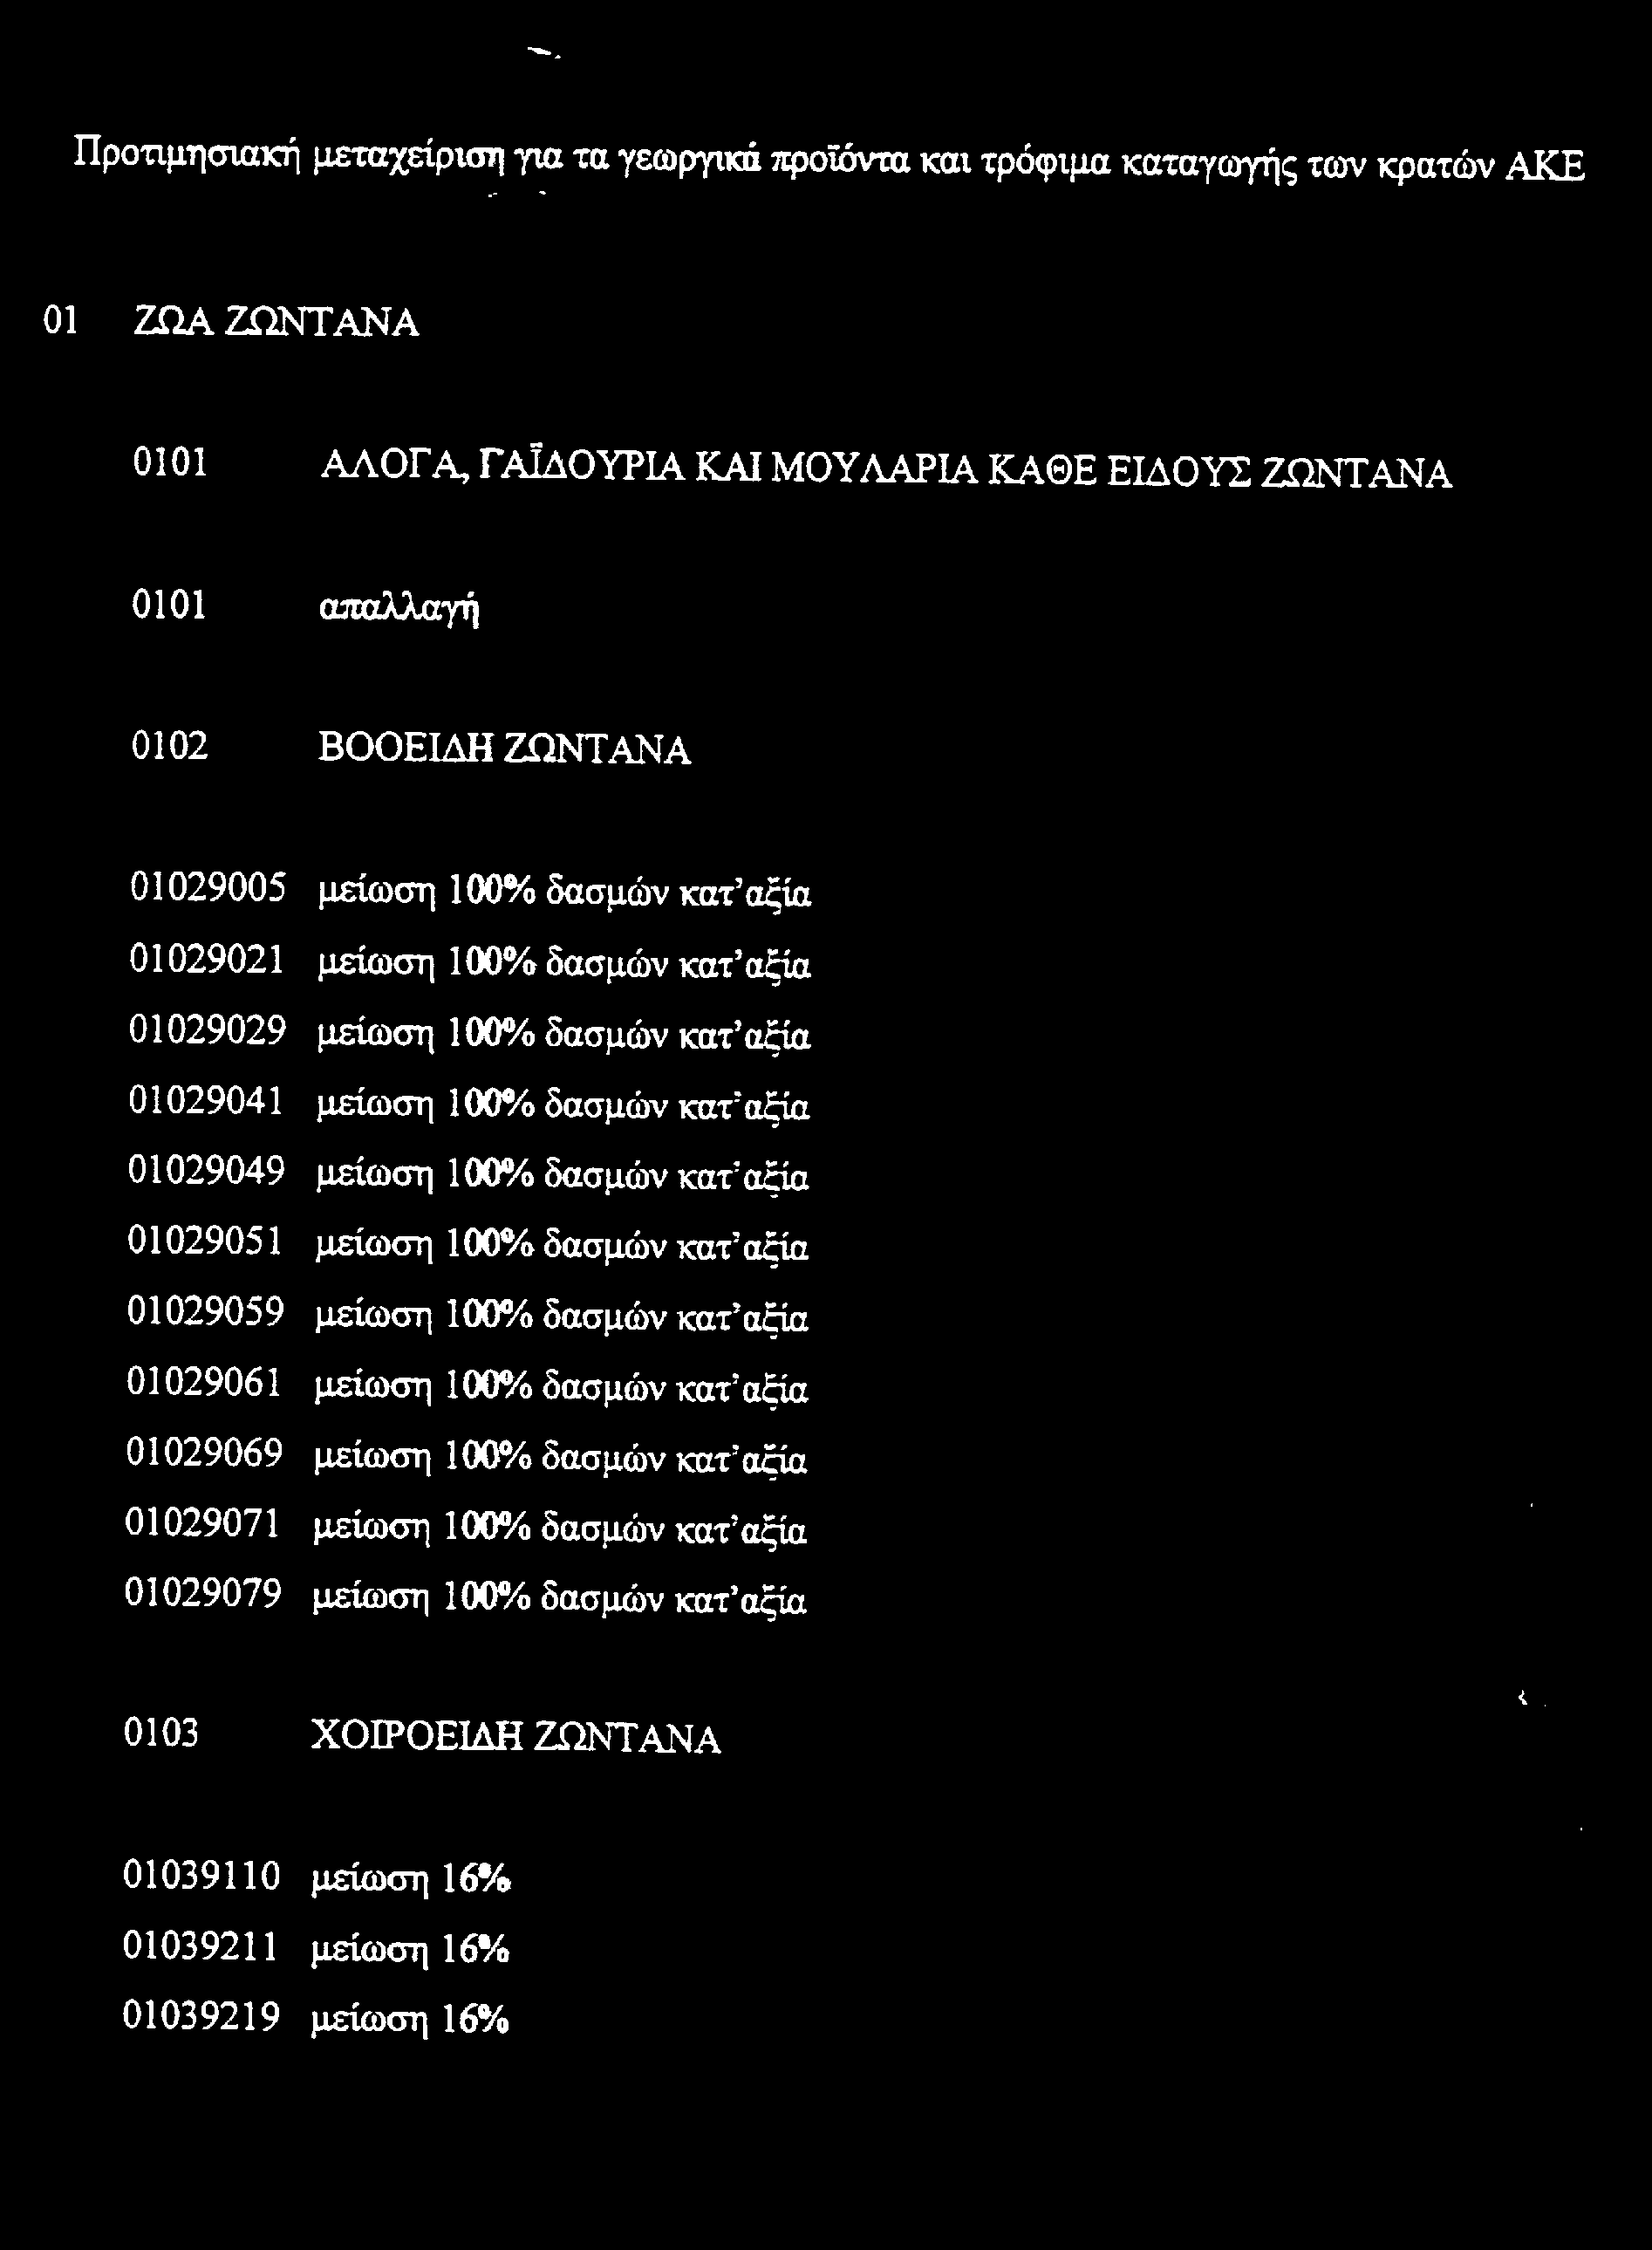 Προτιμησιακή μεταχείριση για τα γεωργικά προϊόντα και τρόφιμα καταγωγής των κρατών ΑΚΕ
01 ΖΩΑ ΖΩΝΤΑΝΑ
0101 ΑΛΟΓΑ, ΓΑΪΔΟΥΡΙΑ ΚΑΙ ΜΟΥΛΑΡΙΑ ΚΑΘΕ ΕΙΔΟΥΣ ΖΩΝΤΑΝΑ
0101 απαλλαγή
0102 ΒΟΟΕΙΔΗ ΖΩΝΤΑΝΑ
01029005 μείωση 100% δασμών κατ’αξία
01029021 μείωση 100% δασμών κατ’αξία
01029029 μείωση 100% δασμών κατ’αξία
01029041 μείωση 100% δασμών κατ’αξία
01029049 μείωση 100% δασμών κατ’αξία
01029051 μείωση 100% δασμών κατ’αξία
01029059 μείωση 100% δασμών κατ’αξία
01029061 μείωση 100% δασμών κατ’αξία
01029069 μείωση 100% δασμών κατ’αξία
01029071 μείωση 100% δασμών κατ’αξία
01029079 μείωση 100% δασμών κατ’αξία
0103 ΧΟΙΡΟΕΙΔΗ ΖΩΝΤΑΝΑ
01039110 μείωση 16%
01039211 μείωση 16%
01039219 μείωση 16%